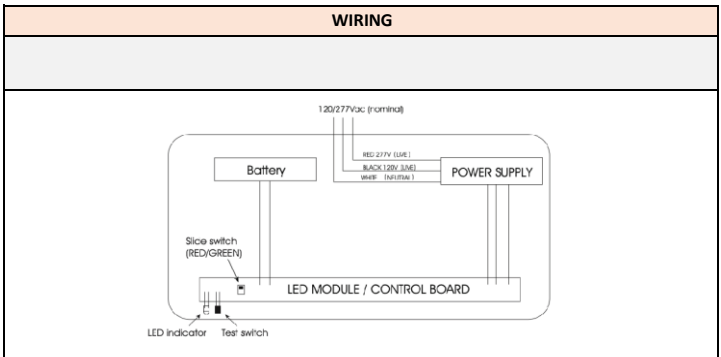 WIRING
120/277Vac (nominal)
RED 277V (LIVE)
BLACK 120V (LIVE)
WHITE (NEUTRAL)
Battery
POWER SUPPLY
Slice switch
(RED/GREEN)
LED MODULE / CONTROL BOARD
LED indicator Test switch